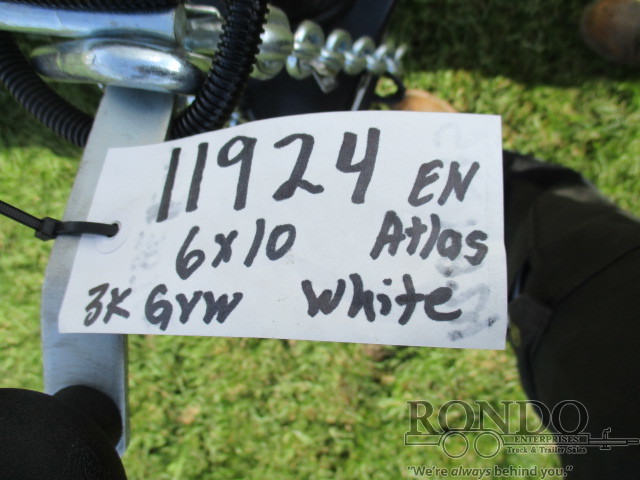 11924 EN
6x10 Atlas
3K GVW White
RONDO
ENTERPRISES
Truck & Trailer Sales
"We're always behind you."